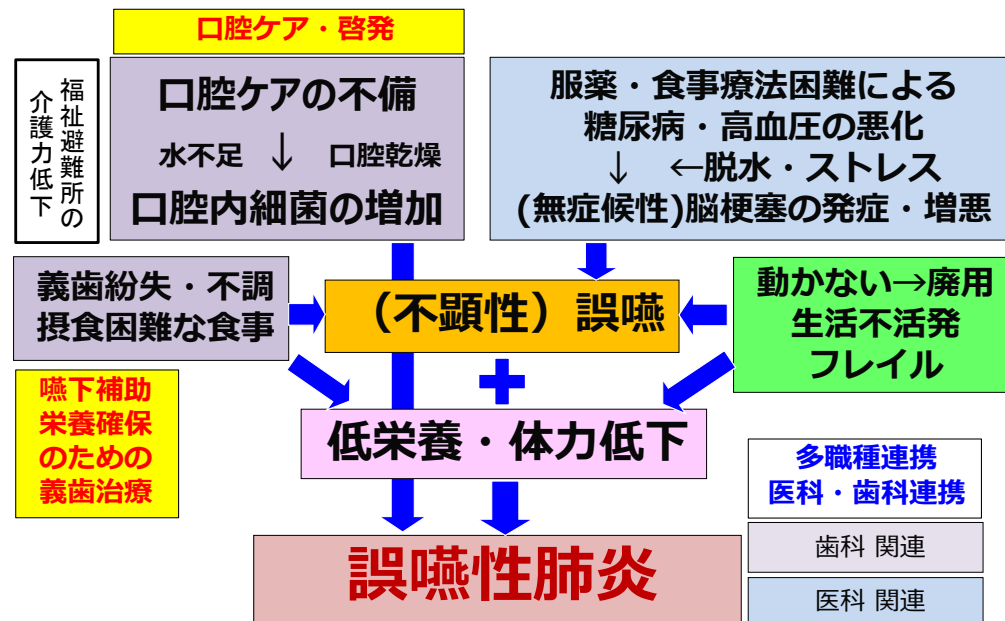 口腔ケア・啓発
福祉避難所の
介護力低下
口腔ケアの不備
水不足 ↓ 口腔乾燥
口腔内細菌の増加
服薬・食事療法困難による
糖尿病・高血圧の悪化
↓ ←脱水・ストレス
(無症候性)脳梗塞の発症・増悪
義歯紛失・不調
摂食困難な食事
（不顕性）誤嚥
動かない→廃用
生活不活発
フレイル
嚥下補助
栄養確保
のための
義歯治療
低栄養・体力低下
多職種連携
医科・歯科連携
誤嚥性肺炎
歯科 関連
医科 関連